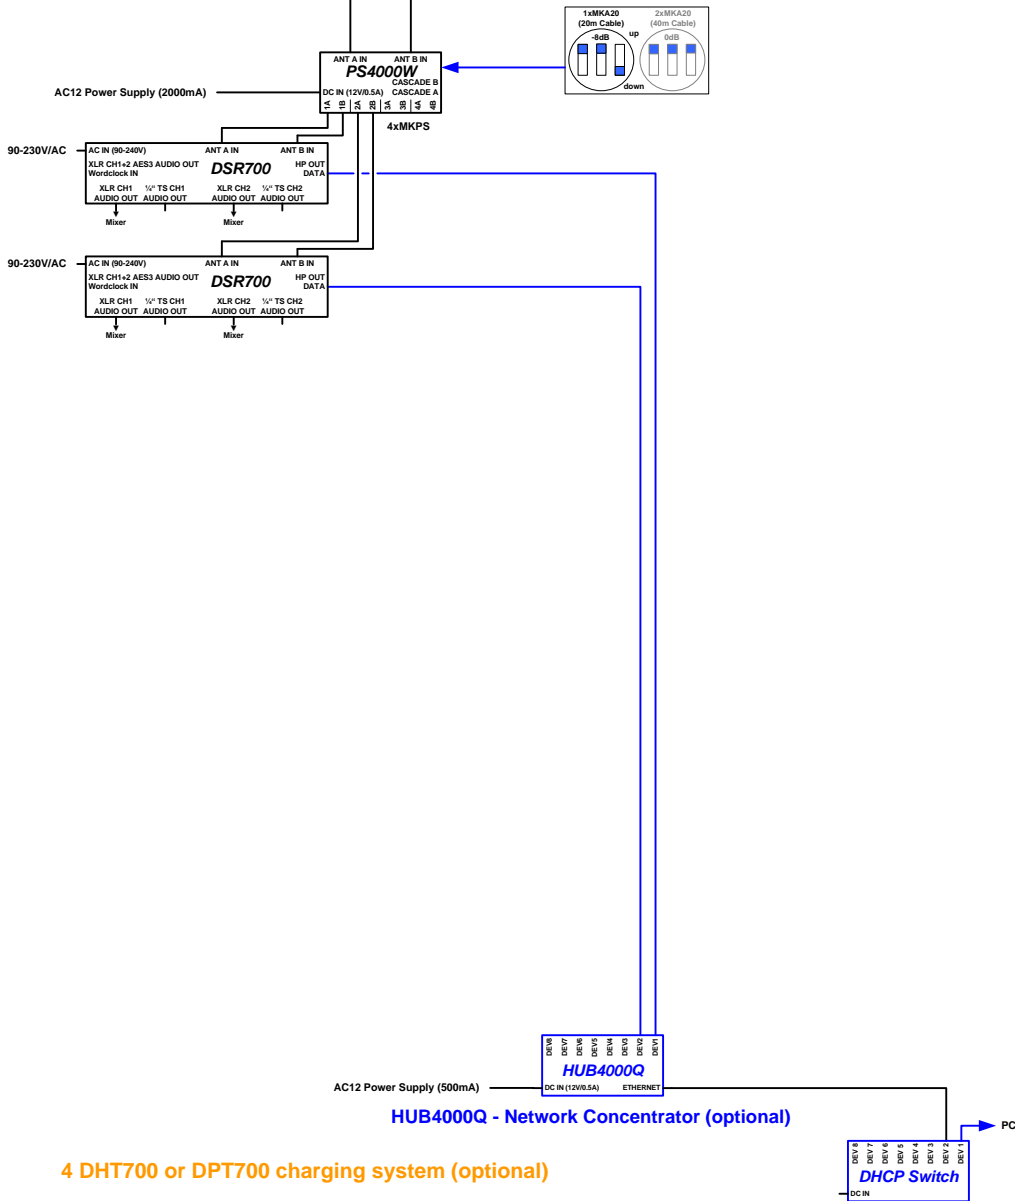 1xMKA20
(20m Cable)
-8dB
up
down
2xMKA20
(40m Cable)
0dB
ANT A IN ANT B IN
PS4000W
CASCADE B
DC IN (12V/0.5A) CASCADE A
1A 1B 2A 2B 3A 3B 4A 4B
AC12 Power Supply (2000mA)
4xMKPS
90-230V/AC
AC IN (90-240V) ANT A IN ANT B IN
XLR CH1+2 AES3 AUDIO OUT
Wordclock IN
DSR700
HP OUT
DATA
XLR CH1 ¼“ TS CH1 XLR CH2 ¼“ TS CH2
AUDIO OUT AUDIO OUT AUDIO OUT AUDIO OUT
Mixer Mixer
90-230V/AC
AC IN (90-240V) ANT A IN ANT B IN
XLR CH1+2 AES3 AUDIO OUT
Wordclock IN
DSR700
HP OUT
DATA
XLR CH1 ¼“ TS CH1 XLR CH2 ¼“ TS CH2
AUDIO OUT AUDIO OUT AUDIO OUT AUDIO OUT
Mixer Mixer
DEV8 DEV7 DEV6 DEV5 DEV4 DEV3 DEV2 DEV1
HUB4000Q
DC IN (12V/0.5A) ETHERNET
AC12 Power Supply (500mA)
HUB4000Q - Network Concentrator (optional)
PC
DEV 8 DEV 7 DEV 6 DEV 5 DEV 4 DEV 3 DEV 2 DEV 1
DHCP Switch
DC IN
4 DHT700 or DPT700 charging system (optional)